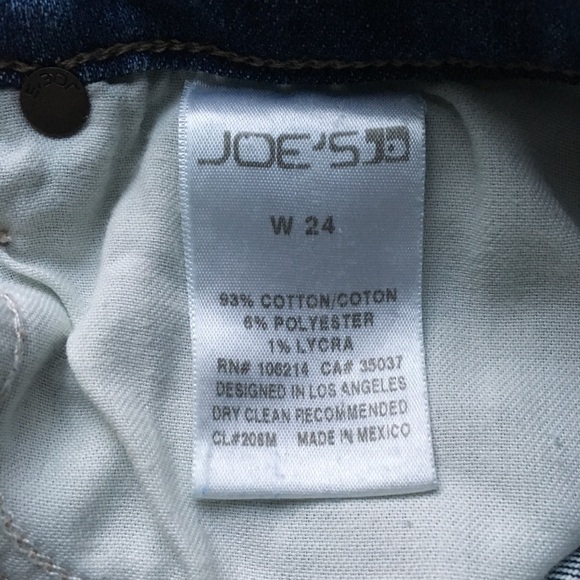 JOE'S
JOE'S
W 24
93% COTTON/COTON
6% POLYESTER
1% LYCRA
RN# 106214 CA# 35037
DESIGNED IN LOS ANGELES
DRY CLEAN RECOMMENDED
CL#206M MADE IN MEXICO